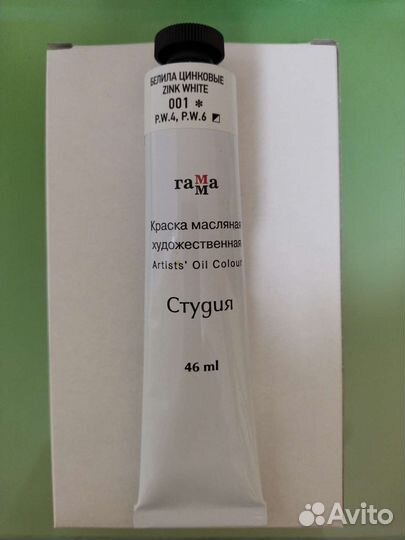 БЕЛИЛА ЦИНКОВЫЕ
ZINK WHITE
001 *
P.W.4, P.W.6
гамма
Краска масляная
художественная
Artists' Oil Colour
Студия
46 ml
Avito